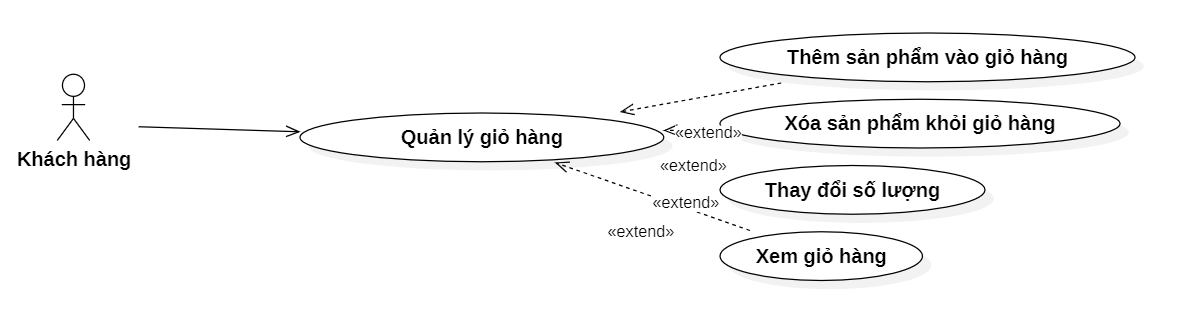 Thêm sản phẩm vào giỏ hàng
Xóa sản phẩm khỏi giỏ hàng
«extend»
Quản lý giỏ hàng
Khách hàng
«extend»
Thay đổi số lượng
«extend»
«extend»
Xem giỏ hàng